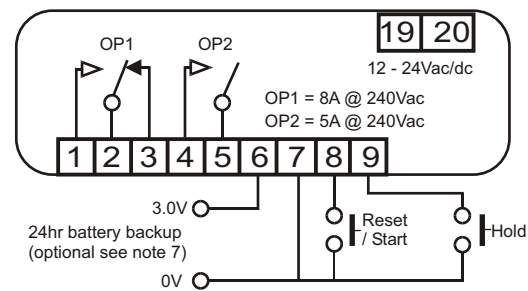 19 20
OP1
OP2
12 - 24Vac/dc
OP1 = 8A @ 240Vac
OP2 = 5A @ 240Vac
1 2 3 4 5 6 7 8 9
3.0V
Reset
/ Start
Hold
24hr battery backup
(optional see note 7)
0V